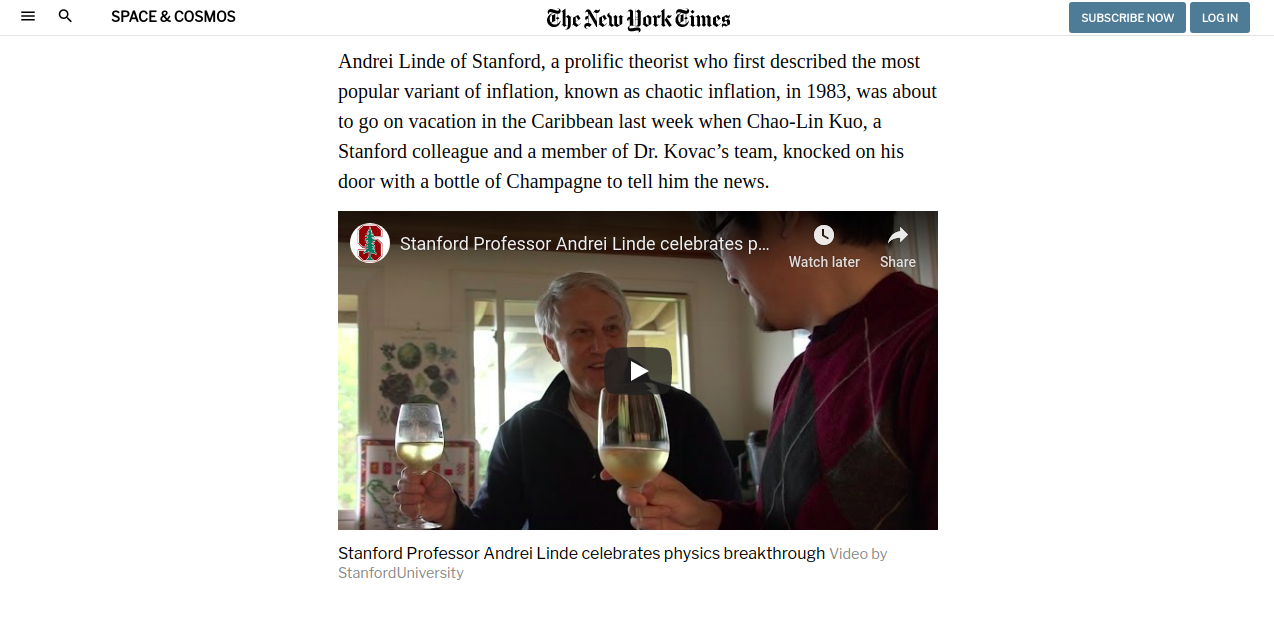 SPACE & COSMOS
The New York Times
SUBSCRIBE NOW
LOG IN
Andrei Linde of Stanford, a prolific theorist who first described the most
popular variant of inflation, known as chaotic inflation, in 1983, was about
to go on vacation in the Caribbean last week when Chao-Lin Kuo, a
Stanford colleague and a member of Dr. Kovac’s team, knocked on his
door with a bottle of Champagne to tell him the news.
Stanford Professor Andrei Linde celebrates p...
Watch later
Share
Stanford Professor Andrei Linde celebrates physics breakthrough Video by
StanfordUniversity